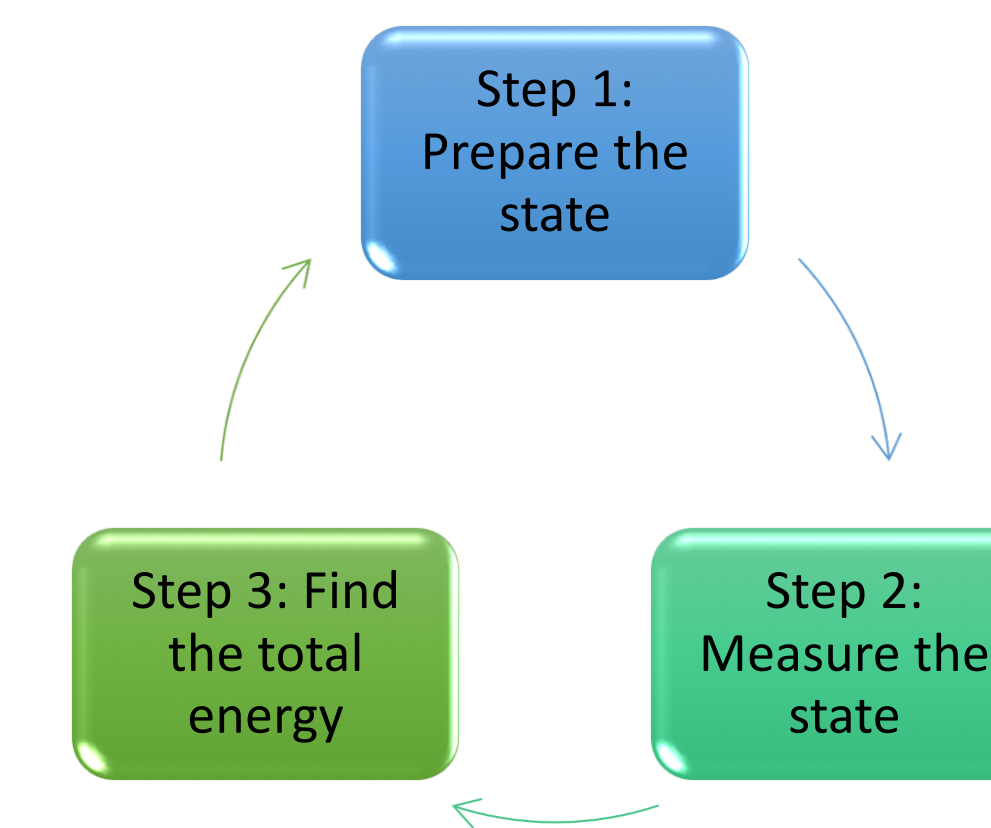 Step 1:
Prepare the
state
Step 3: Find
the total
energy
Step 2:
Measure the
state